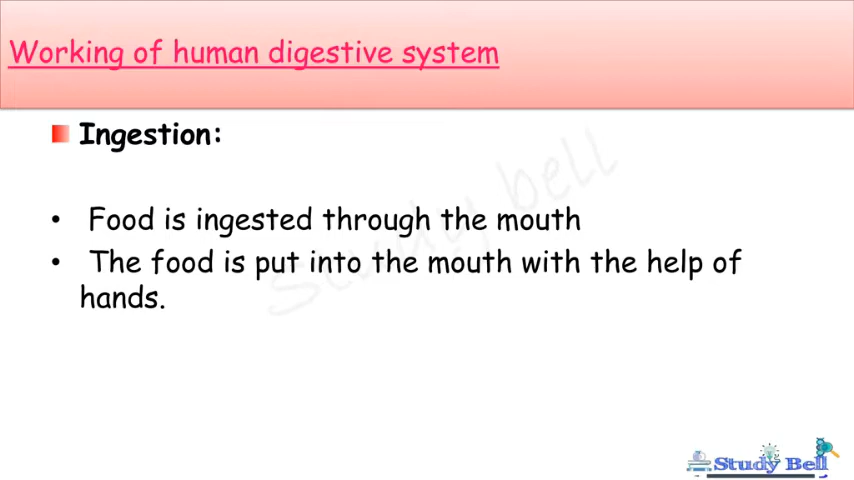 Working of human digestive system
Ingestion:
• Food is ingested through the mouth
• The food is put into the mouth with the help of
hands.
Study bell
Study Bell